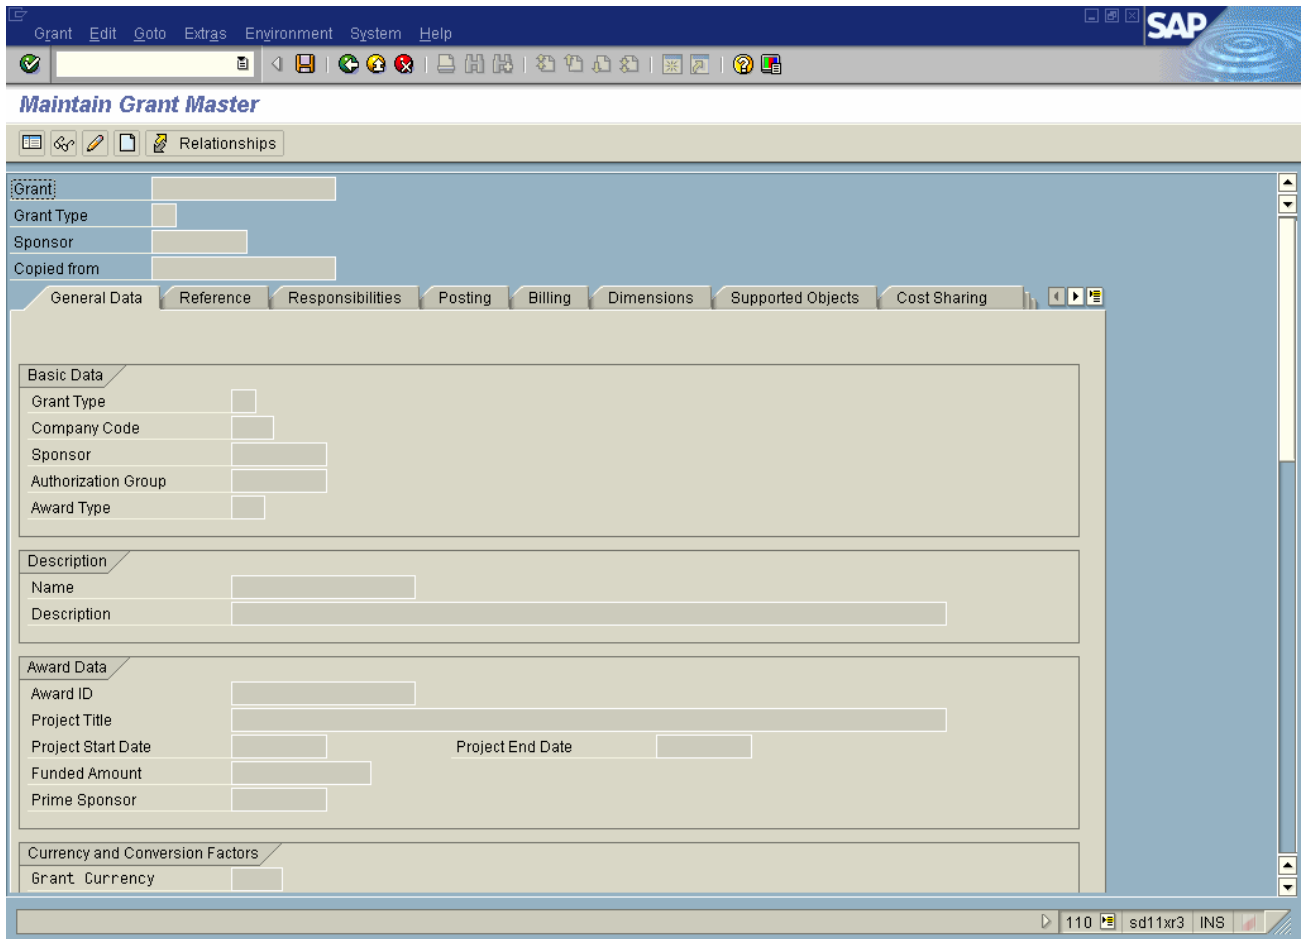 Grant Edit Goto Extras Environment System Help
SAP
Maintain Grant Master
Relationships
Grant
Grant Type
Sponsor
Copied from
General Data Reference Responsibilities Posting Billing Dimensions Supported Objects Cost Sharing
Basic Data
Grant Type
Company Code
Sponsor
Authorization Group
Award Type
Description
Name
Description
Award Data
Award ID
Project Title
Project Start Date Project End Date
Funded Amount
Prime Sponsor
Currency and Conversion Factors
Grant Currency
110 sd11xr3 INS